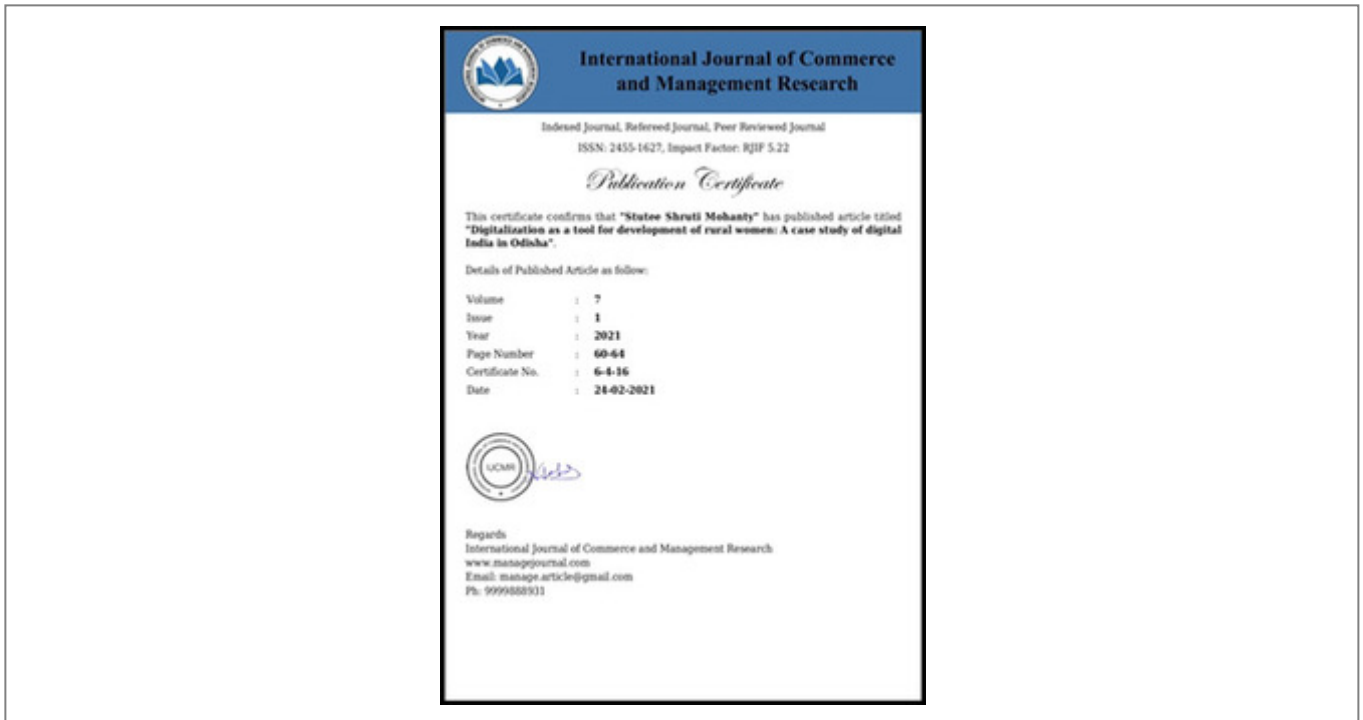 International Journal of Commerce
and Management Research
Indexed Journal, Refereed Journal, Peer Reviewed Journal
ISSN: 2455-1627, Impact Factor: RJIF 5.22
Publication Certificate
This certificate confirms that "Stutee Shruti Mohanty" has published article titled
"Digitalization as a tool for development of rural women: A case study of digital
India in Odisha".
Details of Published Article as follow:
Volume : 7
Issue : 1
Year : 2021
Page Number : 60-64
Certificate No. : 6-4-16
Date : 24-02-2021
IJCMR
Regards
International Journal of Commerce and Management Research
www.managejournal.com
Email: manage.article@gmail.com
Ph: 9999888931